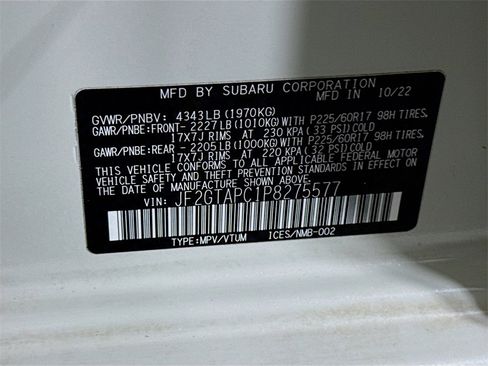 MFD BY SUBARU CORPORATION
MFD IN 10/22
GVWR/PNBV: 4343LB (1970KG)
GAWR/PNBE:FRONT- 2227LB (1010KG)WITH P225/60R17 98H TIRES,
17X7J RIMS AT 230 KPA (33 PSI)COLD
GAWR/PNBE:REAR - 2205LB (1000KG)WITH P225/60R17 98H TIRES,
17X7J RIMS AT 220 KPA (32 PSI)COLD
THIS VEHICLE CONFORMS TO ALL APPLICABLE FEDERAL MOTOR
VEHICLE SAFETY AND BUMPER STANDARDS IN EFFECT ON
THE DATE OF MANUFACTURE SHOWN ABOVE.
VIN: JF2GTAPC1P8275577
TYPE:MPV/VTUM ICES/NMB-002